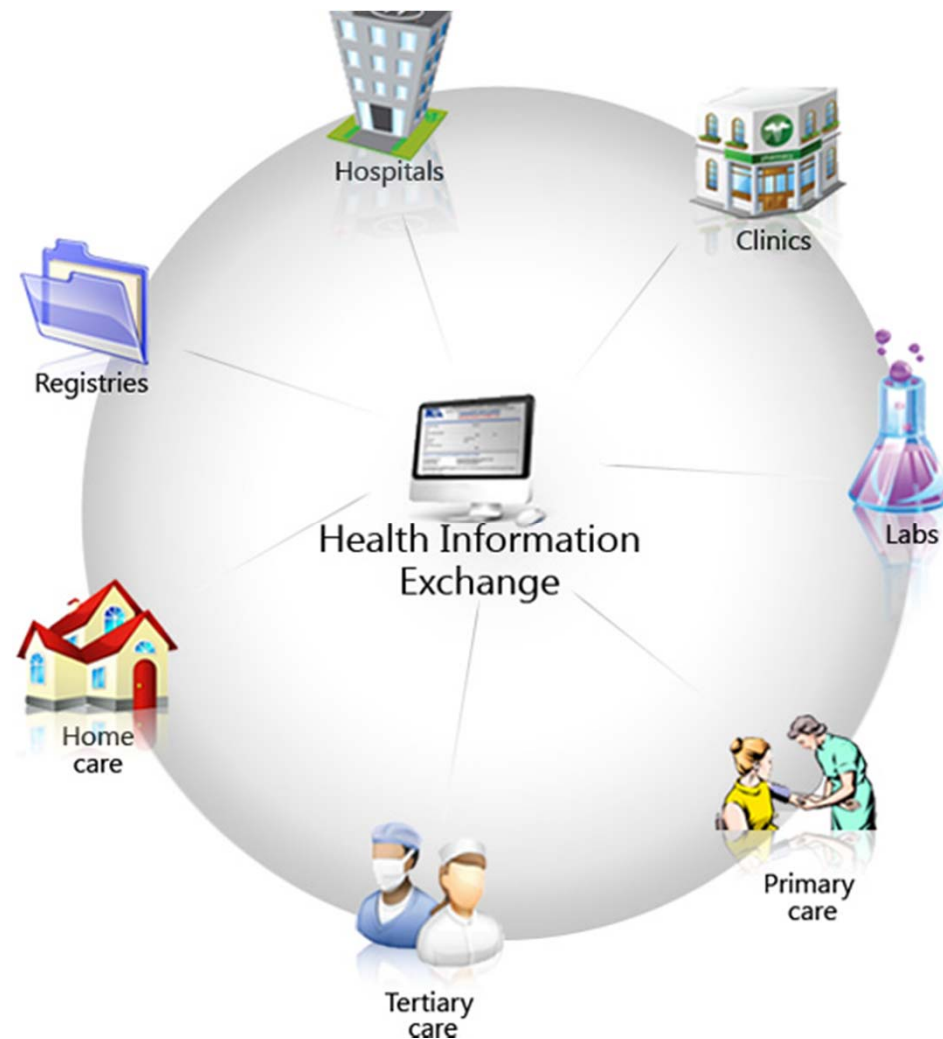 Hospitals
Clinics
Registries
Labs
Health Information
Exchange
Home
care
Primary
care
Tertiary
care